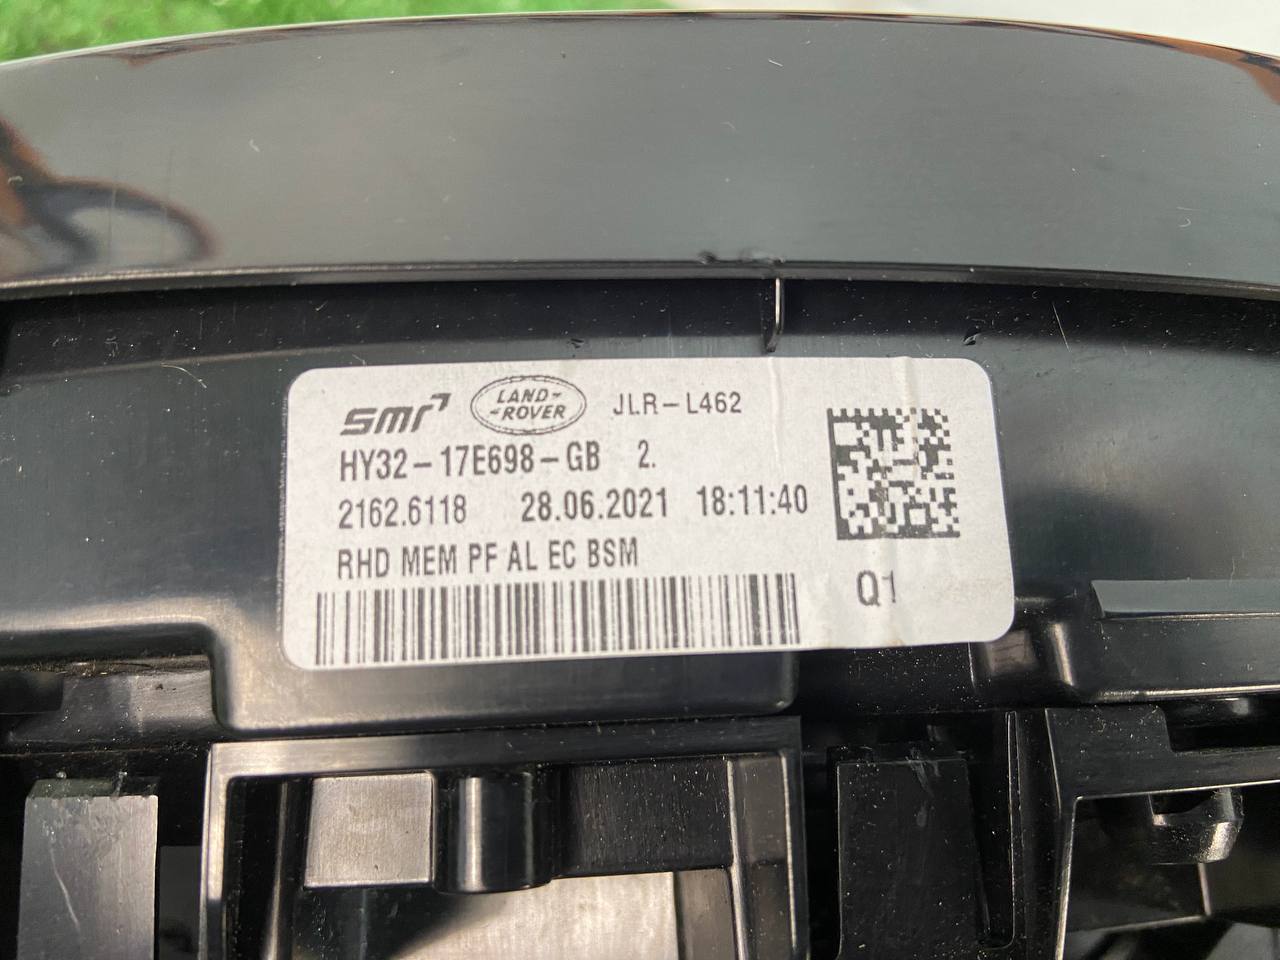 smr LAND-ROVER JLR-L462
HY32-17E698-GB 2.
2162.6118 28.06.2021 18:11:40
RHD MEM PF AL EC BSM
Q1